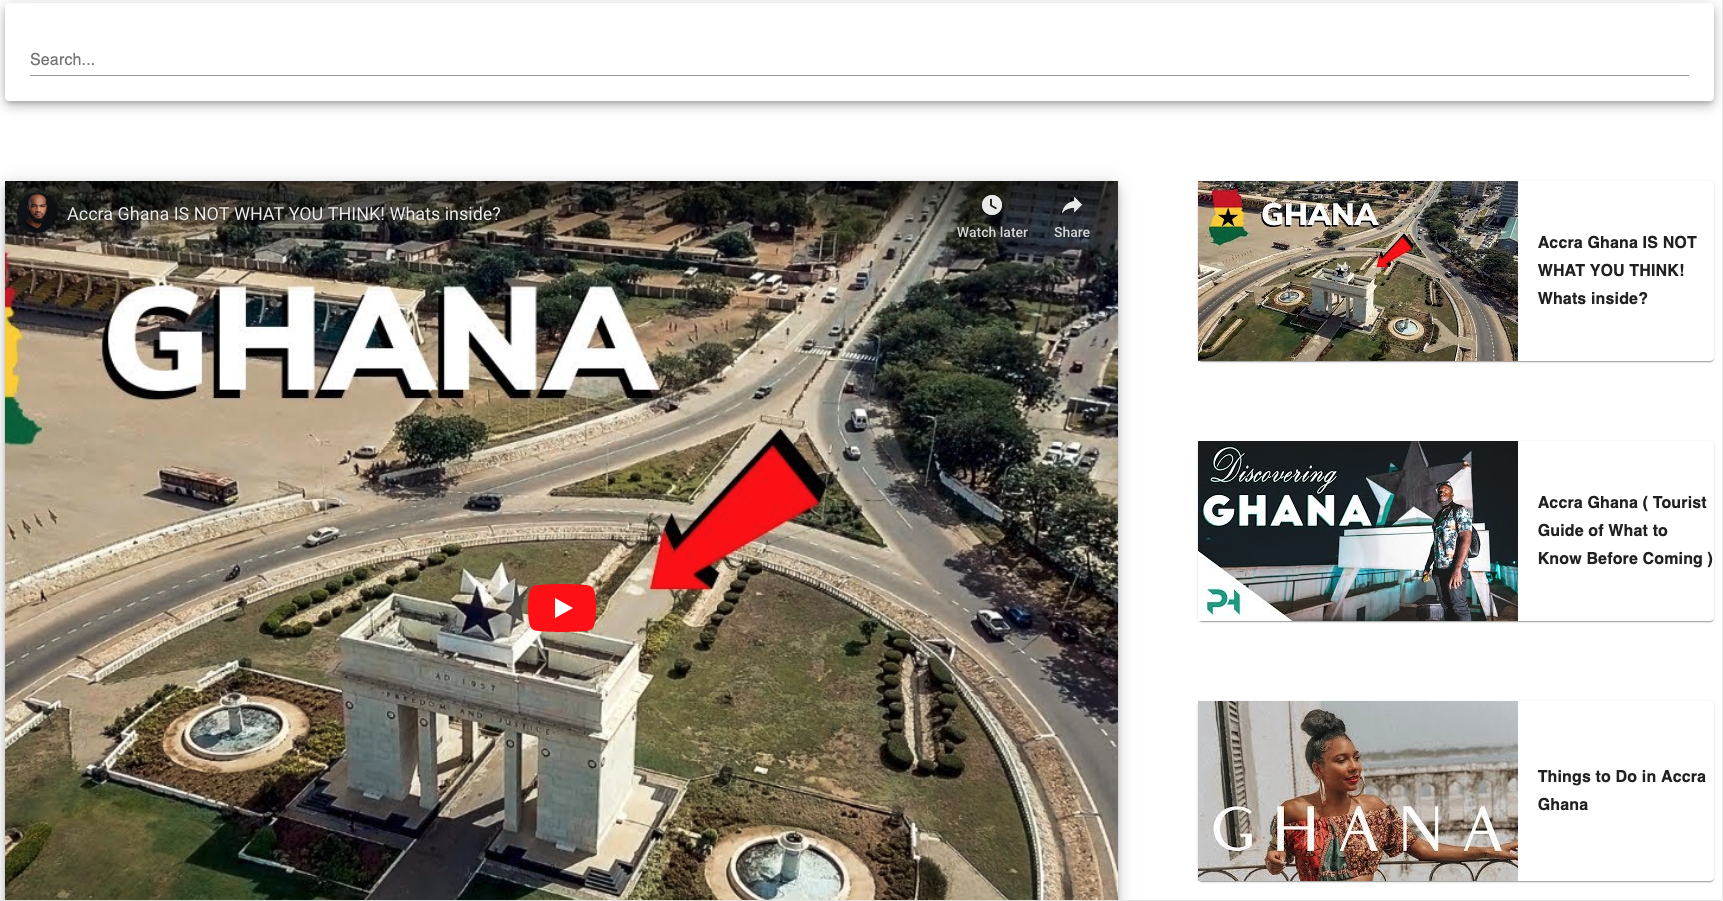 Search...
Accra Ghana IS NOT WHAT YOU THINK! Whats inside?
Watch later
Share
GHANA
AD 1957
FREEDOM AND JUSTICE
GHANA
Accra Ghana IS NOT
WHAT YOU THINK!
Whats inside?
Discovering
GHANA
PH
Accra Ghana ( Tourist
Guide of What to
Know Before Coming )
GHANA
Things to Do in Accra
Ghana